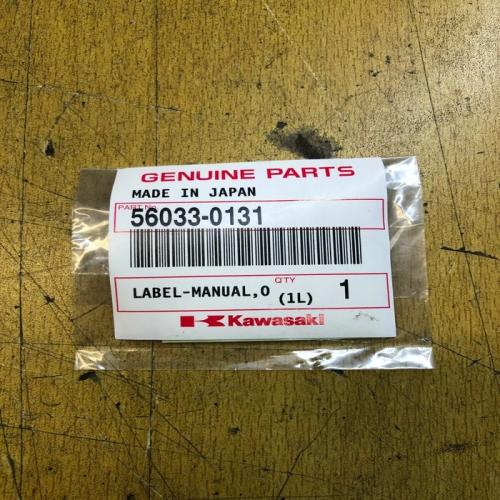 GENUINE PARTS
MADE IN JAPAN
PART No.
56033-0131
LABEL-MANUAL,O
Q'TY
(1L)
1
Kawasaki